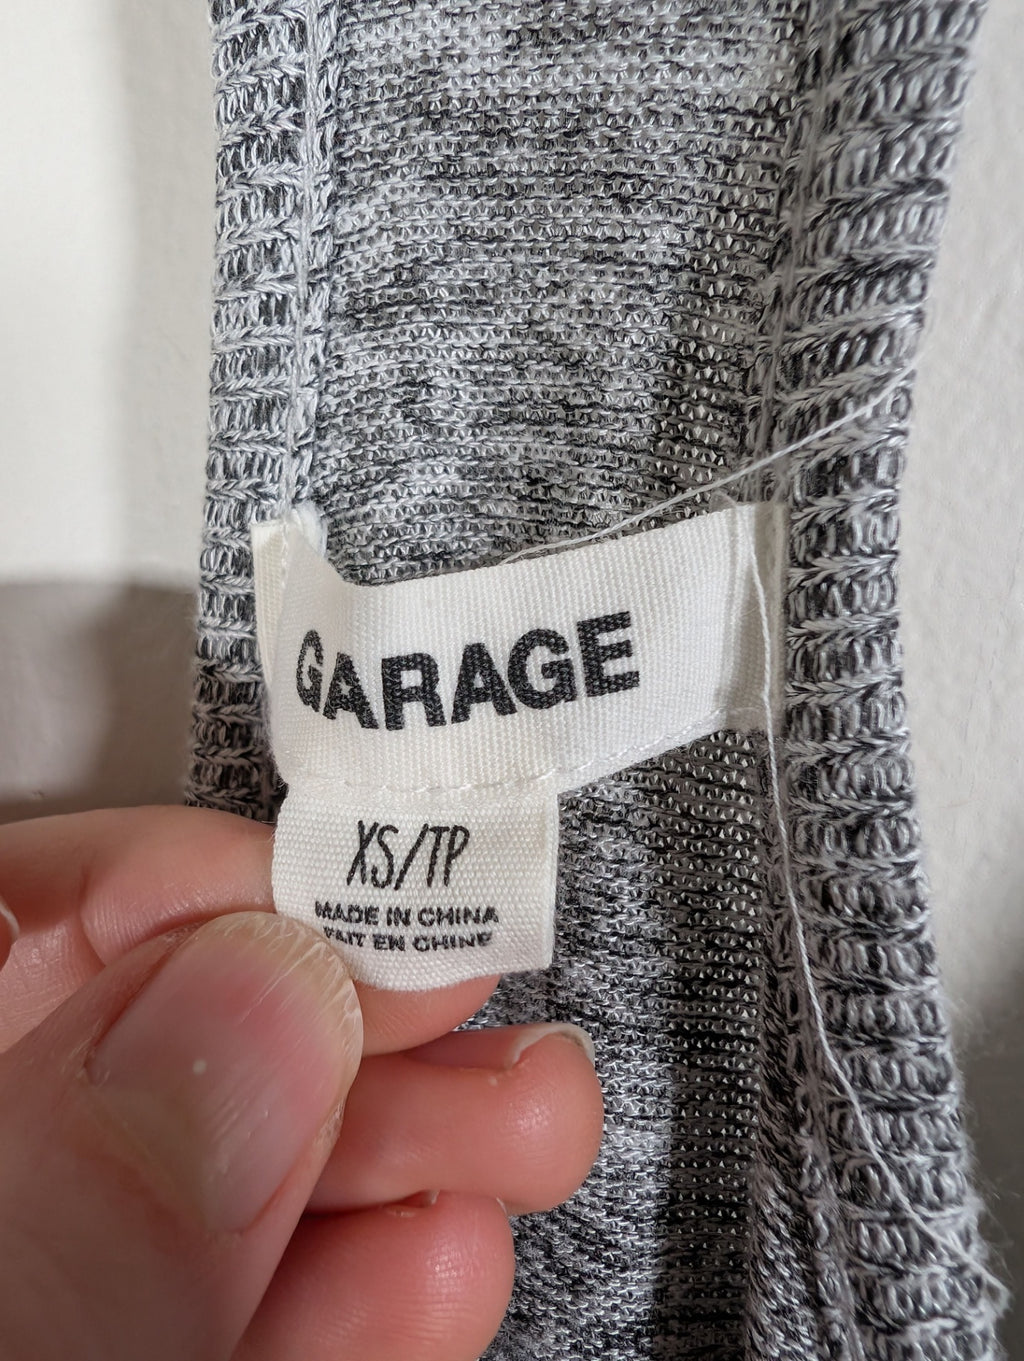 GARAGE
XS/TP
MADE IN CHINA
FAIT EN CHINE